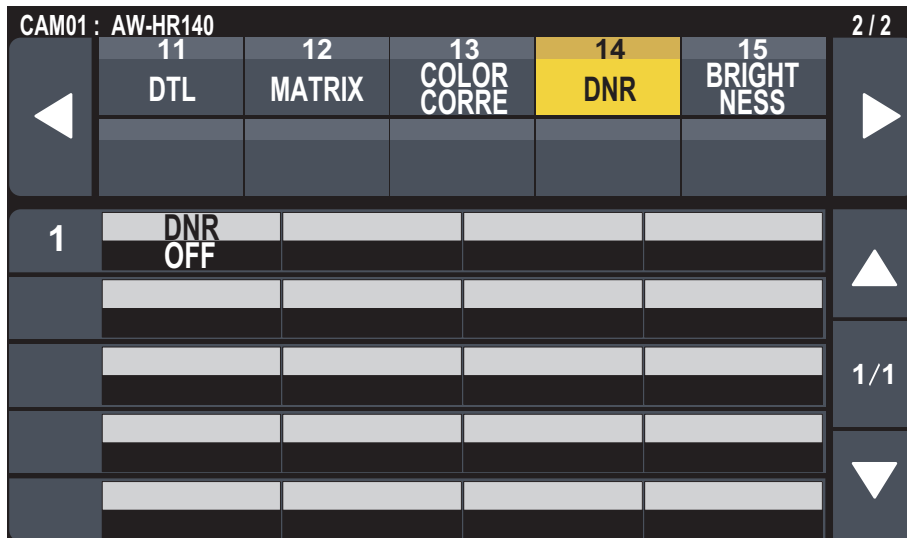 CAM01 : AW-HR140 2 / 2
11 12 13 14 15
DTL MATRIX COLOR CORRE DNR BRIGHT NESS
1 DNR
OFF
1/1